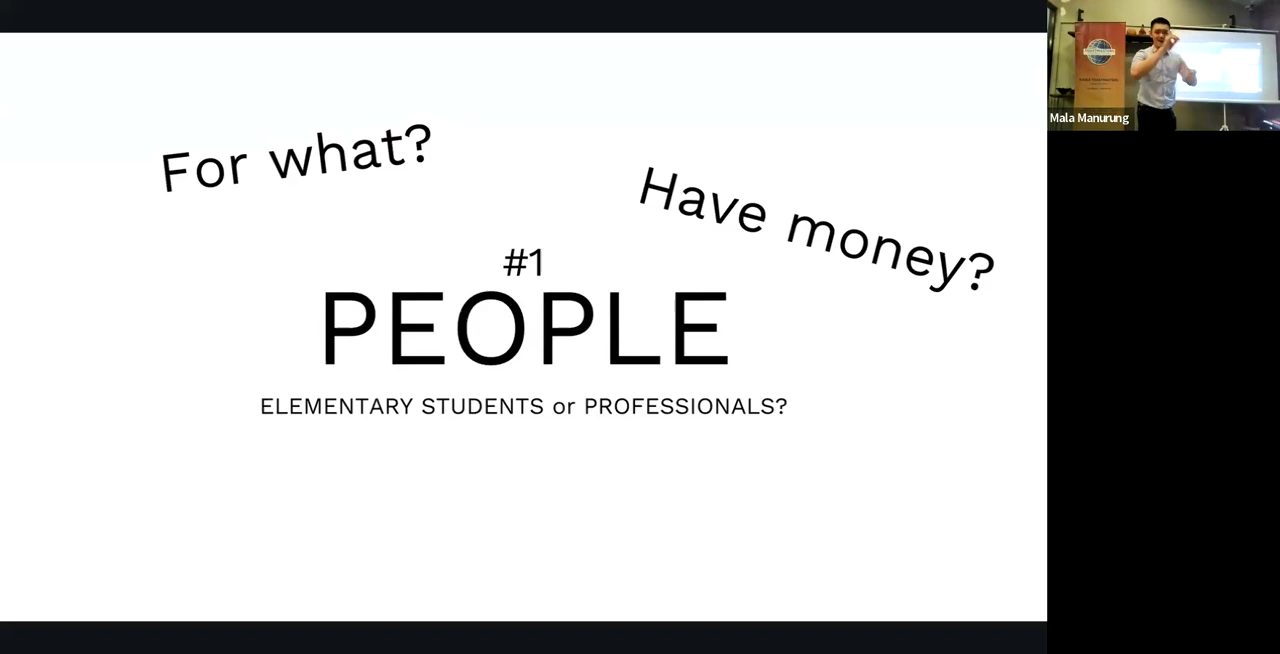 For what?
Have money?
#1
PEOPLE
ELEMENTARY STUDENTS or PROFESSIONALS?
Mala Manurung